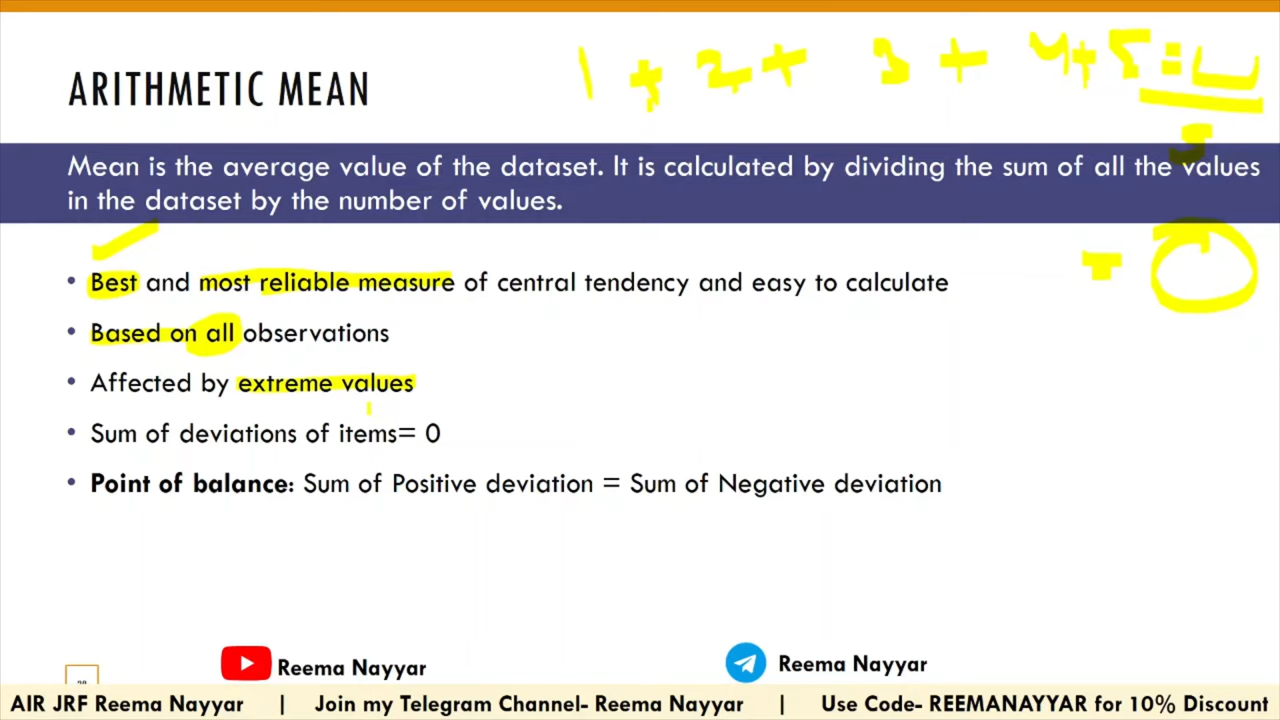 1 + 2 + 3 + 4 + 5 =
5
ARITHMETIC MEAN
Mean is the average value of the dataset. It is calculated by dividing the sum of all the values
in the dataset by the number of values.
• Best and most reliable measure of central tendency and easy to calculate
=
• Based on all observations
• Affected by extreme values
• Sum of deviations of items= 0
• Point of balance: Sum of Positive deviation = Sum of Negative deviation
Reema Nayyar
Reema Nayyar
AIR JRF Reema Nayyar | Join my Telegram Channel- Reema Nayyar | Use Code- REEMANAYYAR for 10% Discount